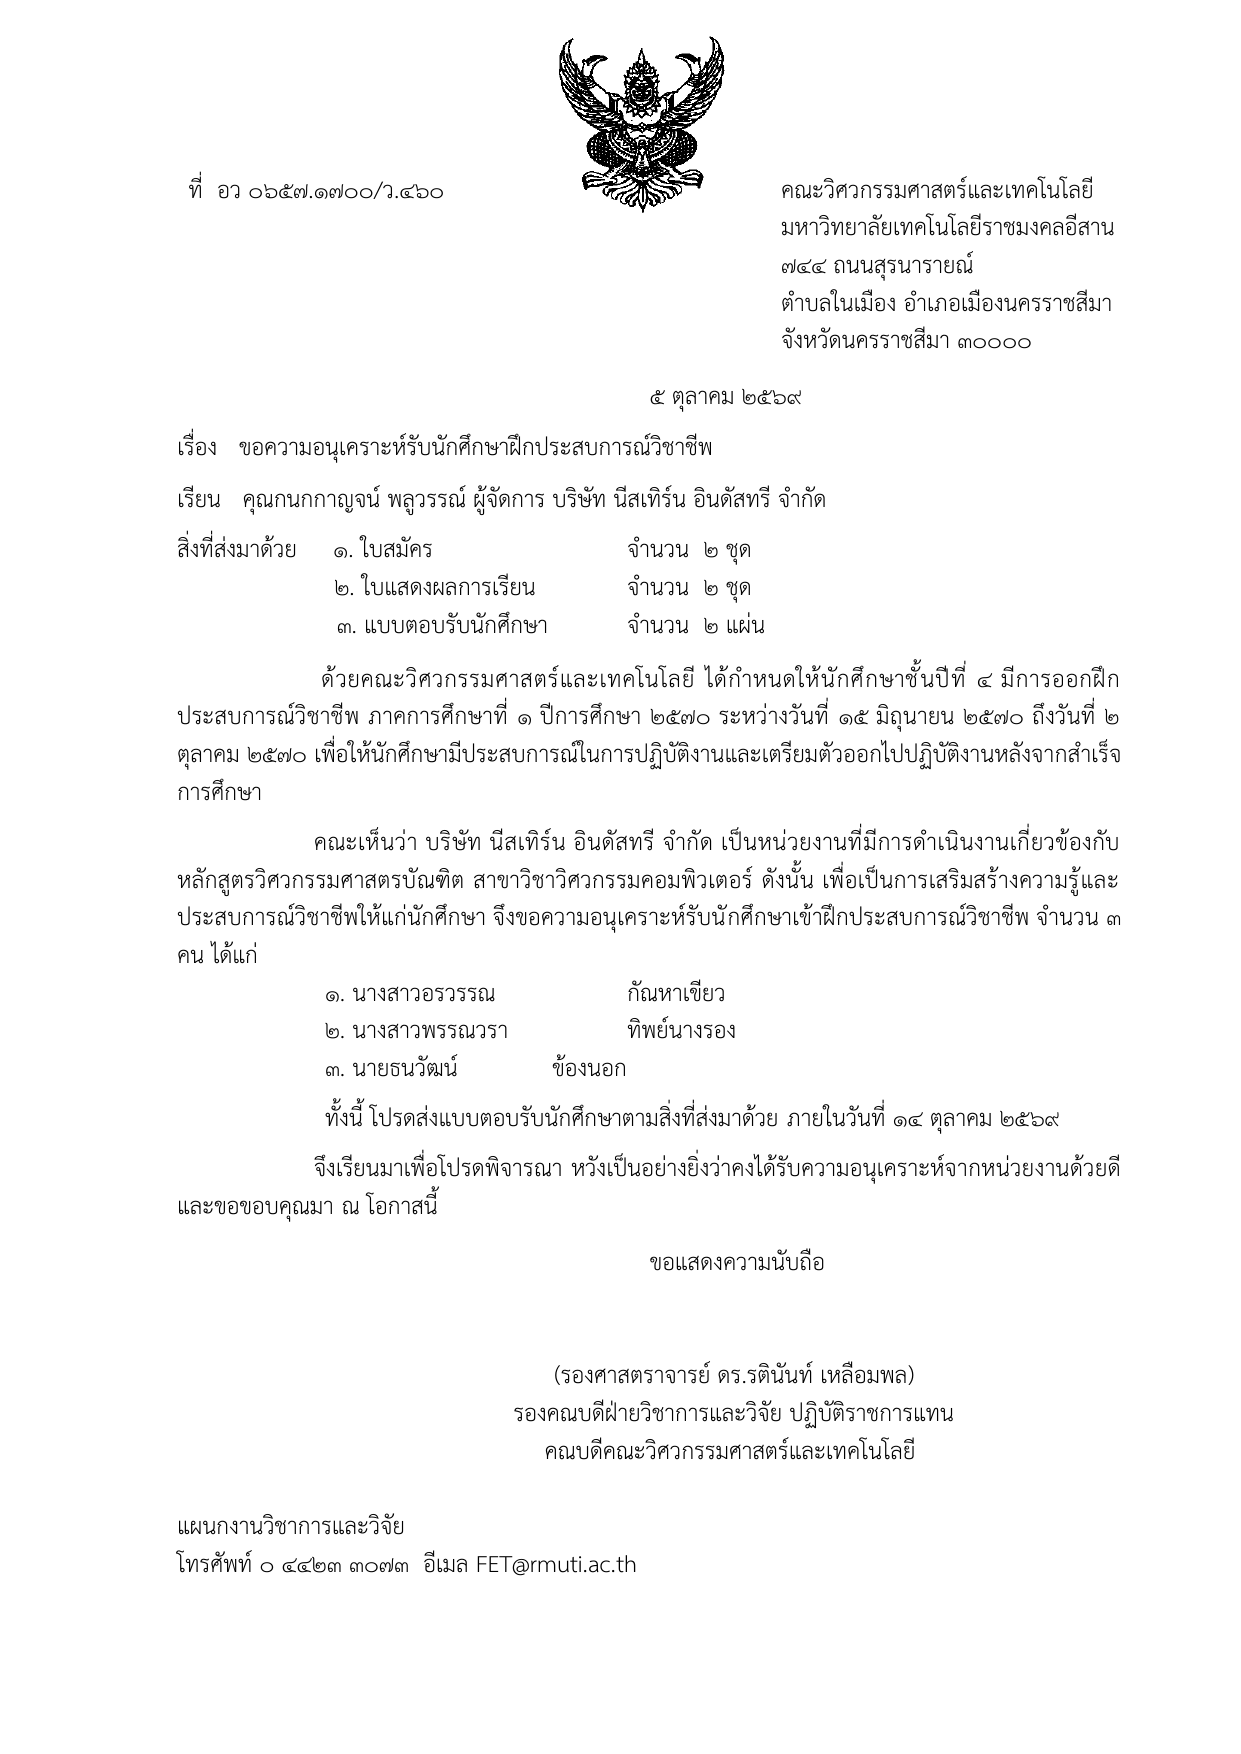 ที่ อว ๐๖๕๗.๑๗๐๐/ว.๔๖๐
คณะวิศวกรรมศาสตร์และเทคโนโลยี
มหาวิทยาลัยเทคโนโลยีราชมงคลอีสาน
๗๔๔ ถนนสุรนารายณ์
ตำบลในเมือง อำเภอเมืองนครราชสีมา
จังหวัดนครราชสีมา ๓๐๐๐๐
๕ ตุลาคม ๒๕๖๙
เรื่อง ขอความอนุเคราะห์รับนักศึกษาฝึกประสบการณ์วิชาชีพ
เรียน คุณกนกกาญจน์ พลูวรรณ์ ผู้จัดการ บริษัท นีสเทิร์น อินดัสทรี จำกัด
สิ่งที่ส่งมาด้วย ๑. ใบสมัคร จำนวน ๒ ชุด
๒. ใบแสดงผลการเรียน จำนวน ๒ ชุด
๓. แบบตอบรับนักศึกษา จำนวน ๒ แผ่น
ด้วยคณะวิศวกรรมศาสตร์และเทคโนโลยี ได้กำหนดให้นักศึกษาชั้นปีที่ ๔ มีการออกฝึก
ประสบการณ์วิชาชีพ ภาคการศึกษาที่ ๑ ปีการศึกษา ๒๕๗๐ ระหว่างวันที่ ๑๕ มิถุนายน ๒๕๗๐ ถึงวันที่ ๒
ตุลาคม ๒๕๗๐ เพื่อให้นักศึกษามีประสบการณ์ในการปฏิบัติงานและเตรียมตัวออกไปปฏิบัติงานหลังจากสำเร็จ
การศึกษา
คณะเห็นว่า บริษัท นีสเทิร์น อินดัสทรี จำกัด เป็นหน่วยงานที่มีการดำเนินงานเกี่ยวข้องกับ
หลักสูตรวิศวกรรมศาสตรบัณฑิต สาขาวิชาวิศวกรรมคอมพิวเตอร์ ดังนั้น เพื่อเป็นการเสริมสร้างความรู้และ
ประสบการณ์วิชาชีพให้แก่นักศึกษา จึงขอความอนุเคราะห์รับนักศึกษาเข้าฝึกประสบการณ์วิชาชีพ จำนวน ๓
คน ได้แก่
๑. นางสาวอรวรรณ กัณหาเขียว
๒. นางสาวพรรณวรา ทิพย์นางรอง
๓. นายธนวัฒน์ ข้องนอก
ทั้งนี้ โปรดส่งแบบตอบรับนักศึกษาตามสิ่งที่ส่งมาด้วย ภายในวันที่ ๑๔ ตุลาคม ๒๕๖๙
จึงเรียนมาเพื่อโปรดพิจารณา หวังเป็นอย่างยิ่งว่าคงได้รับความอนุเคราะห์จากหน่วยงานด้วยดี
และขอขอบคุณมา ณ โอกาสนี้
ขอแสดงความนับถือ
(รองศาสตราจารย์ ดร.รตินันท์ เหลือมพล)
รองคณบดีฝ่ายวิชาการและวิจัย ปฏิบัติราชการแทน
คณบดีคณะวิศวกรรมศาสตร์และเทคโนโลยี
แผนกงานวิชาการและวิจัย
โทรศัพท์ ๐ ๔๔๒๓ ๓๐๗๓ อีเมล FET@rmuti.ac.th